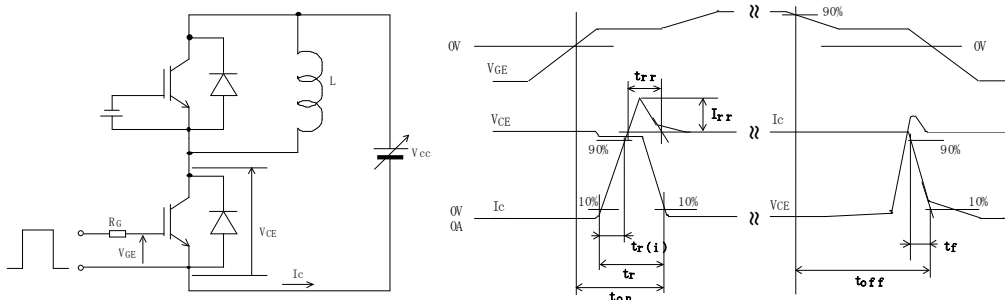 L
Vcc
RG
VGE
VCE
Ic
0V
VGE
trr
Irr
VCE
90%
Ic
10%
10%
0V
0A
tr(i)
tr
ton
90%
0V
Ic
90%
VCE
10%
tf
toff